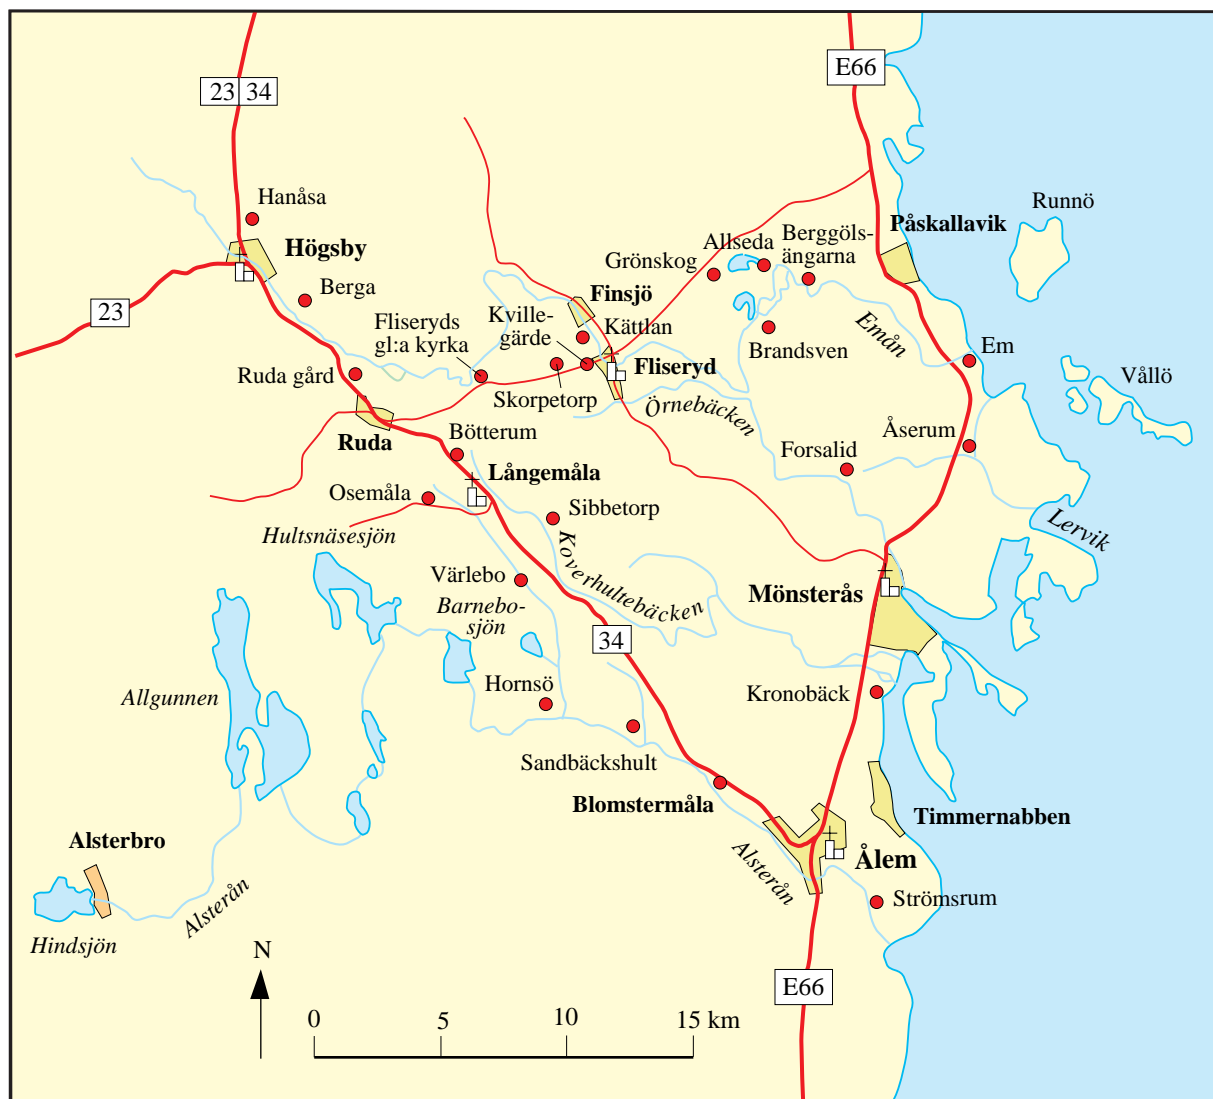 E66
23 34
Hanåsa
Runnö
Påskallavik
Högsby
Allseda
Berggöls-
ängarna
Grönskog
Berga
Finsjö
23
Fliseryds
gl:a kyrka
Kville-
gärde
Kättlan
Emån
Brandsven
Em
Ruda gård
Fliseryd
Vållö
Skorpetorp
Örnebäcken
Ruda
Bötterum
Åserum
Forsalid
Långemåla
Osemåla
Sibbetorp
Lervik
Hultsnäsesjön
Koverhultebäcken
Värlebo
Mönsterås
Barnebo-
sjön
34
Allgunnen
Hornsö
Kronobäck
Sandbäckshult
Blomstermåla
Timmernabben
Alsterbro
Ålem
Alsterån
Alsterån
Strömsrum
Hindsjön
N
E66
0 5 10 15 km